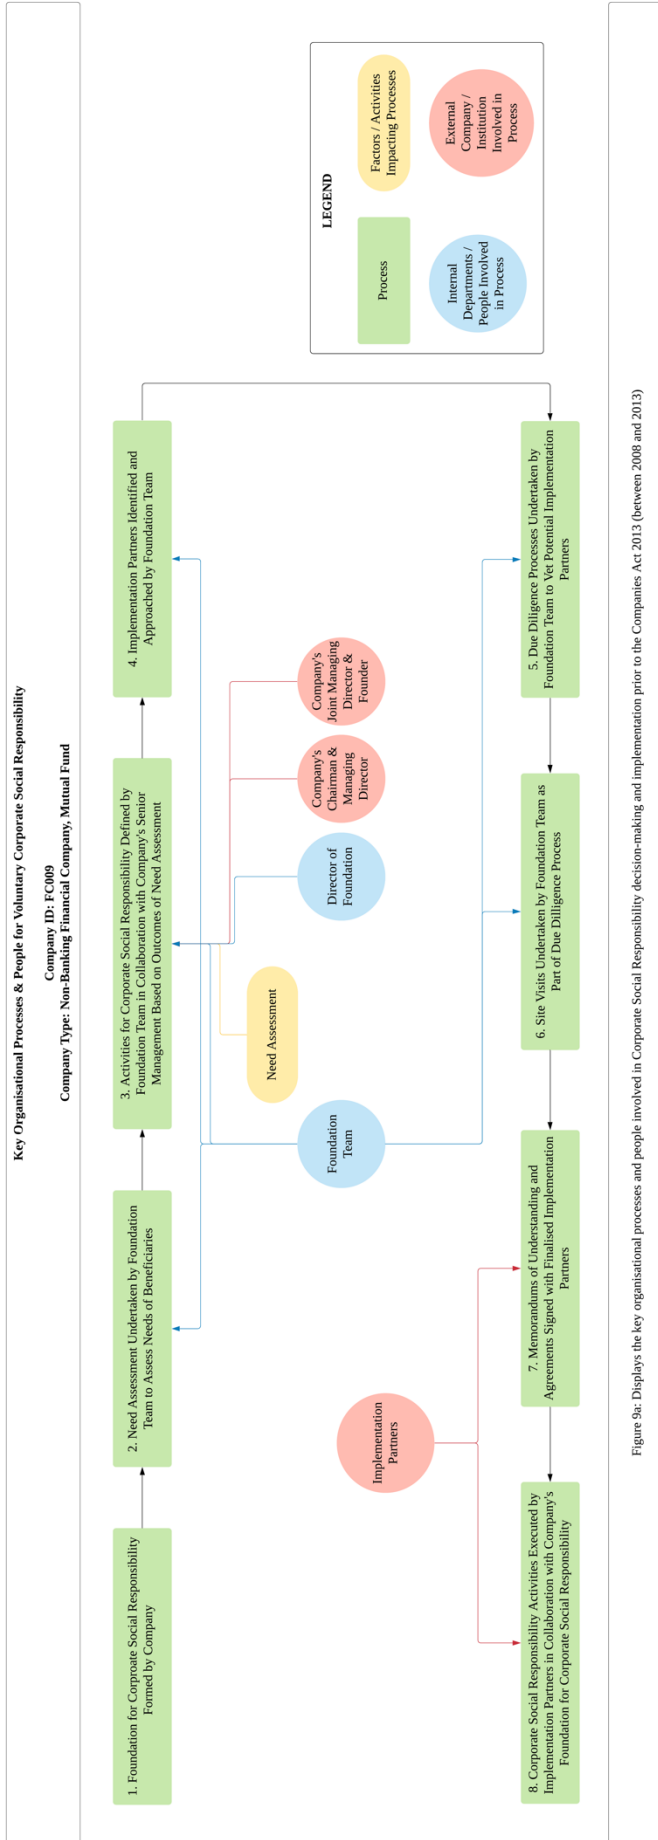 Key Organisational Processes & People for Voluntary Corporate Social Responsibility
Company ID: FC009
Company Type: Non-Banking Financial Company, Mutual Fund
1. Foundation for Corproate Social Responsibility
Formed by Company
2. Need Assessment Undertaken by Foundation
Team to Assess Needs of Beneficiaries
3. Activities for Corporate Social Responsibility Defined by
Foundation Team in Collaboration with Company's Senior
Management Based on Outcomes of Need Assessment
4. Implementation Partners Identified and
Approached by Foundation Team
Need Assessment
Foundation
Team
Director of
Foundation
Company's
Chairman &
Managing
Director
Company's
Joint Managing
Director &
Founder
Implementation
Partners
8. Corporate Social Responsibility Activities Executed by
Implementation Partners in Collaboration with Company's
Foundation for Corporate Social Responsibility
7. Memorandums of Understanding and
Agreements Signed with Finalised Implementation
Partners
6. Site Visits Undertaken by Foundation Team as
Part of Due Dilligence Process
5. Due Diligence Processes Undertaken by
Foundation Team to Vet Potential Implementation
Partners
LEGEND
Process
Factors / Activities
Impacting Processes
Internal
Departments /
People Involved
in Process
External
Company /
Institution
Involved in
Process
Figure 9a: Displays the key organisational processes and people involved in Corporate Social Responsibility decision-making and implementation prior to the Companies Act 2013 (between 2008 and 2013)